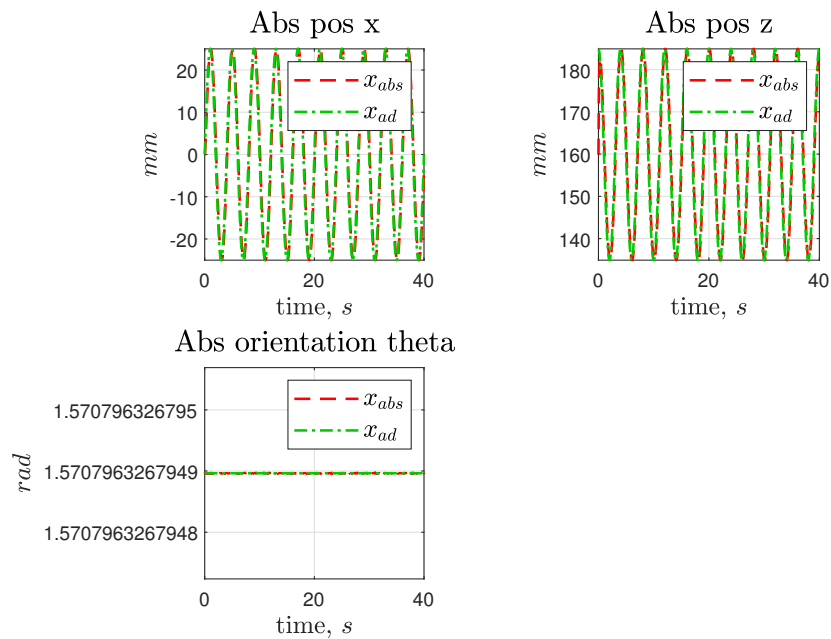 Abs pos x
20
10
0
-10
-20
mm
x_abs
x_ad
0 20 40
time, s
Abs pos z
180
170
160
150
140
mm
x_abs
x_ad
0 20 40
time, s
Abs orientation theta
1.570796326795
1.5707963267949
1.5707963267948
rad
x_abs
x_ad
0 20 40
time, s